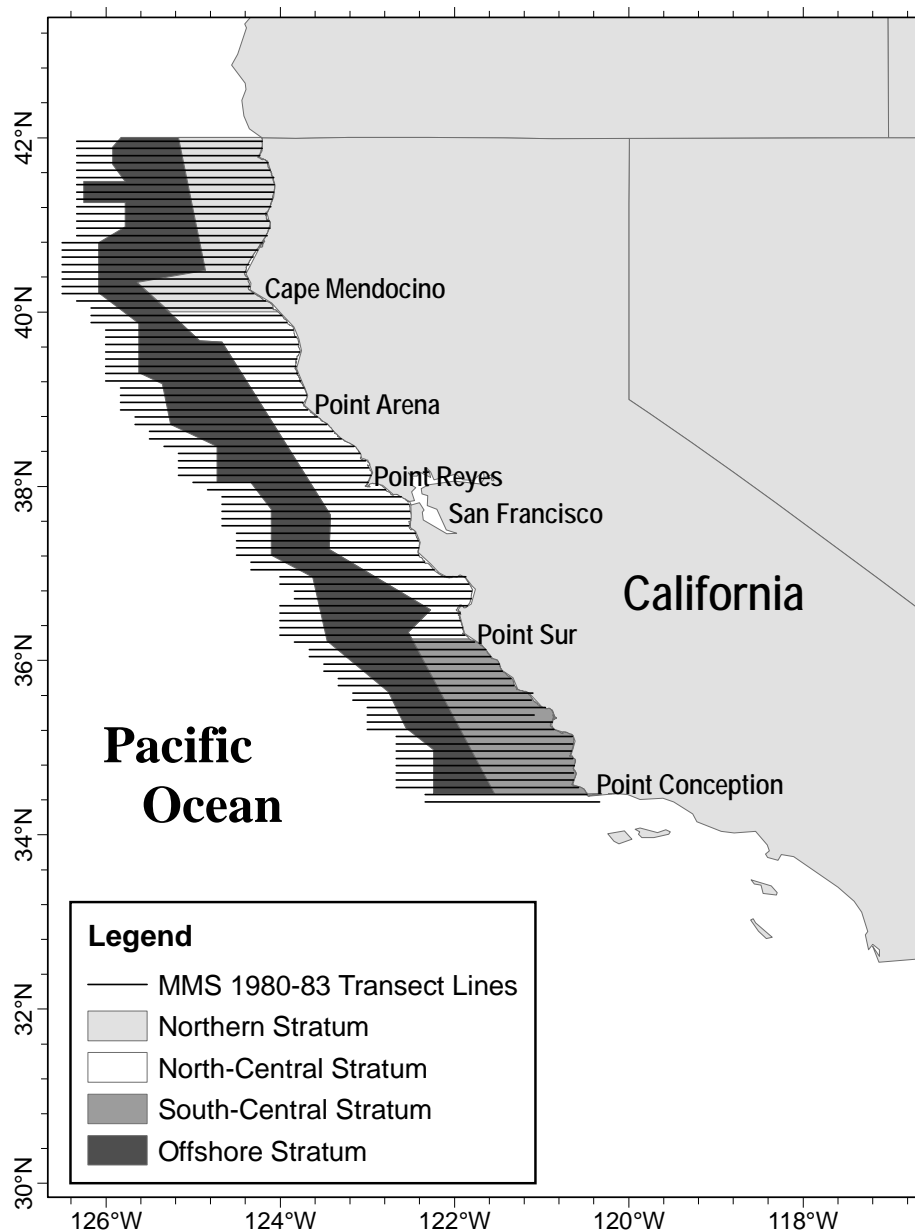 42°N
Cape Mendocino
40°N
Point Arena
38°N
Point Reyes
San Francisco
California
Point Sur
36°N
Pacific
Ocean
Point Conception
34°N
Legend
MMS 1980-83 Transect Lines
32°N
Northern Stratum
North-Central Stratum
South-Central Stratum
Offshore Stratum
30°N
126°W
124°W
122°W
120°W
118°W